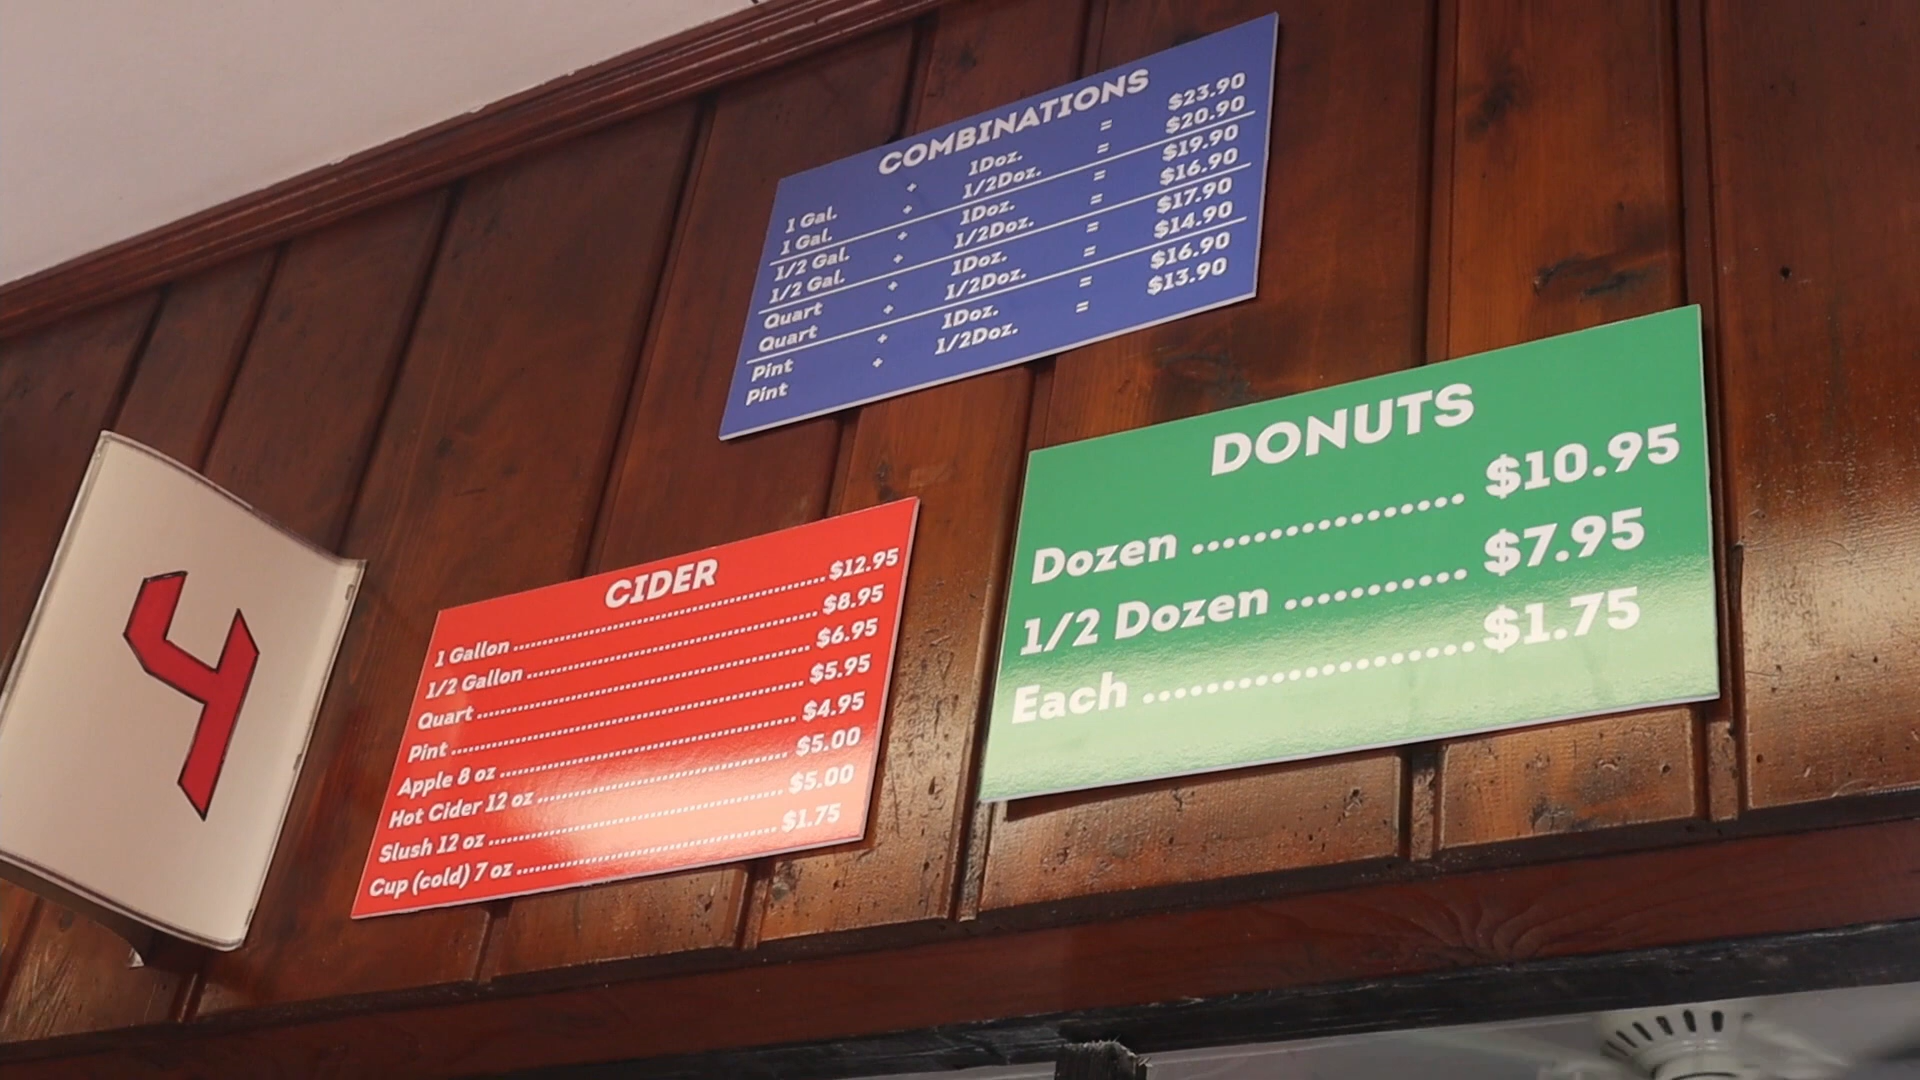 COMBINATIONS
1 Gal. + 1Doz. = $23.90
1 Gal. + 1/2Doz. = $20.90
1/2 Gal. + 1Doz. = $19.90
1/2 Gal. + 1/2Doz. = $16.90
Quart + 1Doz. = $17.90
Quart + 1/2Doz. = $14.90
Pint + 1Doz. = $16.90
Pint + 1/2Doz. = $13.90
4
CIDER
1 Gallon ........................ $12.95
1/2 Gallon ........................ $8.95
Quart ........................ $6.95
Pint ........................ $5.95
Apple 8 oz ........................ $4.95
Hot Cider 12 oz ........................ $5.00
Slush 12 oz ........................ $5.00
Cup (cold) 7 oz ........................ $1.75
DONUTS
Dozen ................. $10.95
1/2 Dozen ........... $7.95
Each ..................... $1.75